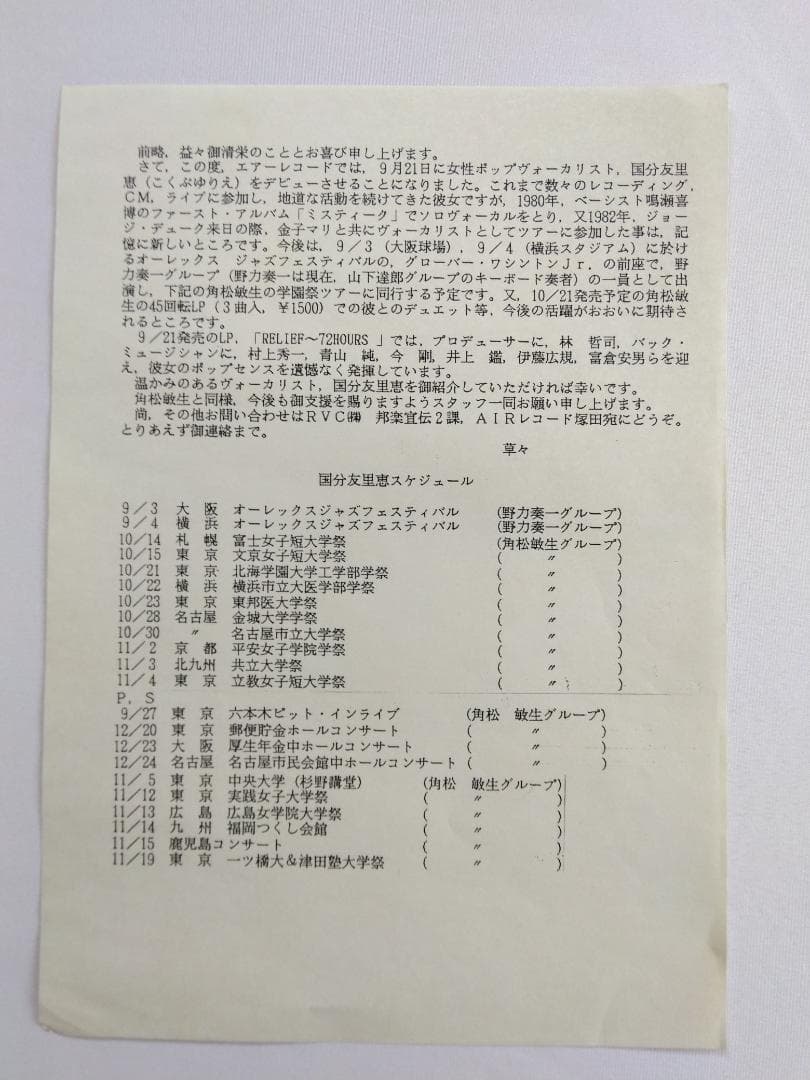 前略，益々御清栄のこととお喜び申し上げます。
さて，この度，エアーレコードでは，９月21日に女性ポップヴォーカリスト，国分友里
恵（こくぶゆりえ）をデビューさせることになりました。これまで数々のレコーディング，
ＣＭ，ライブに参加し，地道な活動を続けてきた彼女ですが，1980年，ベーシスト鳴瀬喜
博のファースト・アルバム「ミスティーク」でソロヴォーカルをとり，又1982年，ジョー
ジ・デューク来日の際，金子マリと共にヴォーカリストとしてツアーに参加した事は，記
憶に新しいところです。今後は，９／３（大阪球場），９／４（横浜スタジアム）に於け
るオーレックス　ジャズフェスティバルの，グローバー・ワシントンＪｒ．の前座で，野
力奏一グループ（野力奏一は現在，山下達郎グループのキーボード奏者）の一員として出
演し，下記の角松敏生の学園祭ツアーに同行する予定です。又，10／21発売予定の角松敏
生の45回転LP（３曲入，￥1500）での彼とのデュエット等，今後の活躍がおおいに期待さ
れるところです。
９／21発売のLP，「RELIEF〜72HOURS 」では，プロデューサーに，林　哲司，バック・
ミュージシャンに，村上秀一，青山　純，今　剛，井上　鑑，伊藤広規，富倉安男らを迎
え，彼女のポップセンスを遺憾なく発揮しています。
温かみのあるヴォーカリスト，国分友里恵を御紹介していただければ幸いです。
角松敏生と同様，今後も御支援を賜りますようスタッフ一同お願い申し上げます。
尚，その他お問い合わせはＲＶＣ㈱　邦楽宣伝２課，ＡＩＲレコード塚田宛にどうぞ。
とりあえず御連絡まで。
草々
国分友里恵スケジュール
９／３　大　阪　オーレックスジャズフェスティバル　（野力奏一グループ）
９／４　横　浜　オーレックスジャズフェスティバル　（野力奏一グループ）
10／14　札　幌　富士女子短大学祭　（角松敏生グループ）
10／15　東　京　文京女子短大学祭　（　〃　）
10／21　東　京　北海学園大学工学部学祭　（　〃　）
10／22　横　浜　横浜市立大医学部学祭　（　〃　）
10／23　東　京　東邦医大学祭　（　〃　）
10／28　名古屋　金城大学学祭　（　〃　）
10／30　〃　名古屋市立大学祭　（　〃　）
11／２　京　都　平安女子学院学祭　（　〃　）
11／３　北九州　共立大学祭　（　〃　）
11／４　東　京　立教女子短大学祭　（　〃　）
Ｐ，Ｓ
９／27　東　京　六本木ピット・インライブ　（角松　敏生グループ）
12／20　東　京　郵便貯金ホールコンサート　（　〃　）
12／23　大　阪　厚生年金中ホールコンサート　（　〃　）
12／24　名古屋　名古屋市民会館中ホールコンサート　（　〃　）
11／５　東　京　中央大学（杉野講堂）　（角松　敏生グループ）
11／12　東　京　実践女子大学祭　（　〃　）
11／13　広　島　広島女学院大学祭　（　〃　）
11／14　九　州　福岡つくし会館　（　〃　）
11／15　鹿児島コンサート　（　〃　）
11／19　東　京　一ツ橋大＆津田塾大学祭　（　〃　）